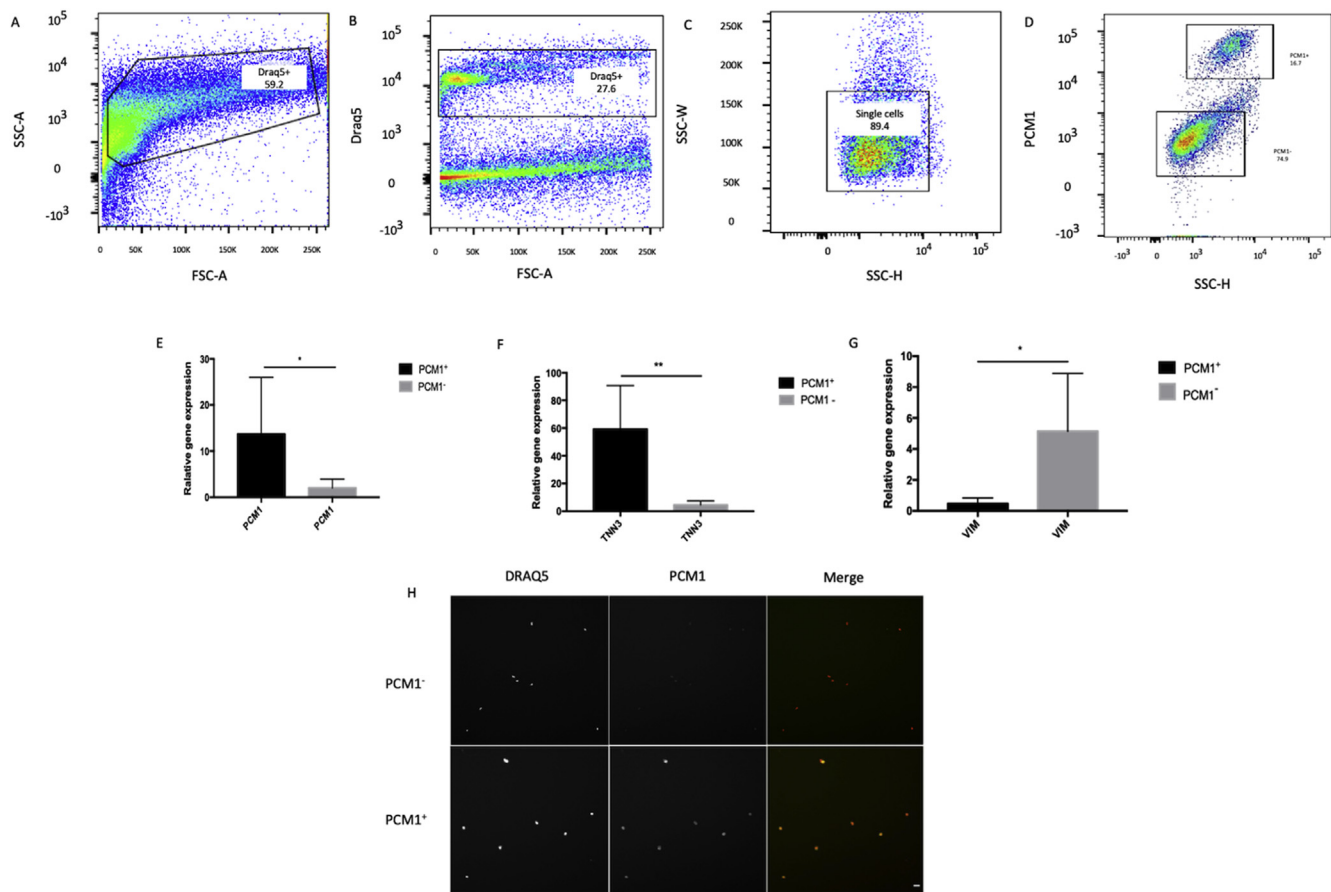 A
SSC-A
10⁵
10⁴
10³
0
-10³
Draq5+
59.2
0 50K 100K 150K 200K 250K
FSC-A
B
Draq5
10⁵
10⁴
10³
0
-10³
Draq5+
27.6
0 50K 100K 150K 200K 250K
FSC-A
C
SSC-W
250K
200K
150K
100K
50K
0
Single cells
89.4
0 10⁴ 10⁵
SSC-H
D
PCM1
10⁵
10⁴
10³
0
-10³
PCM1+
16.7
PCM1-
74.9
-10³ 0 10³ 10⁴ 10⁵
SSC-H
E
Ralative gene expression
30
20
10
0
*
PCM1 PCM1
PCM1⁺
PCM1⁻
F
Relative gene expression
100
80
60
40
20
0
**
TNN3 TNN3
PCM1⁺
PCM1 -
G
Relative gene expression
10
8
6
4
2
0
*
VIM VIM
PCM1⁺
PCM1⁻
H
DRAQ5 PCM1 Merge
PCM1⁻
PCM1⁺